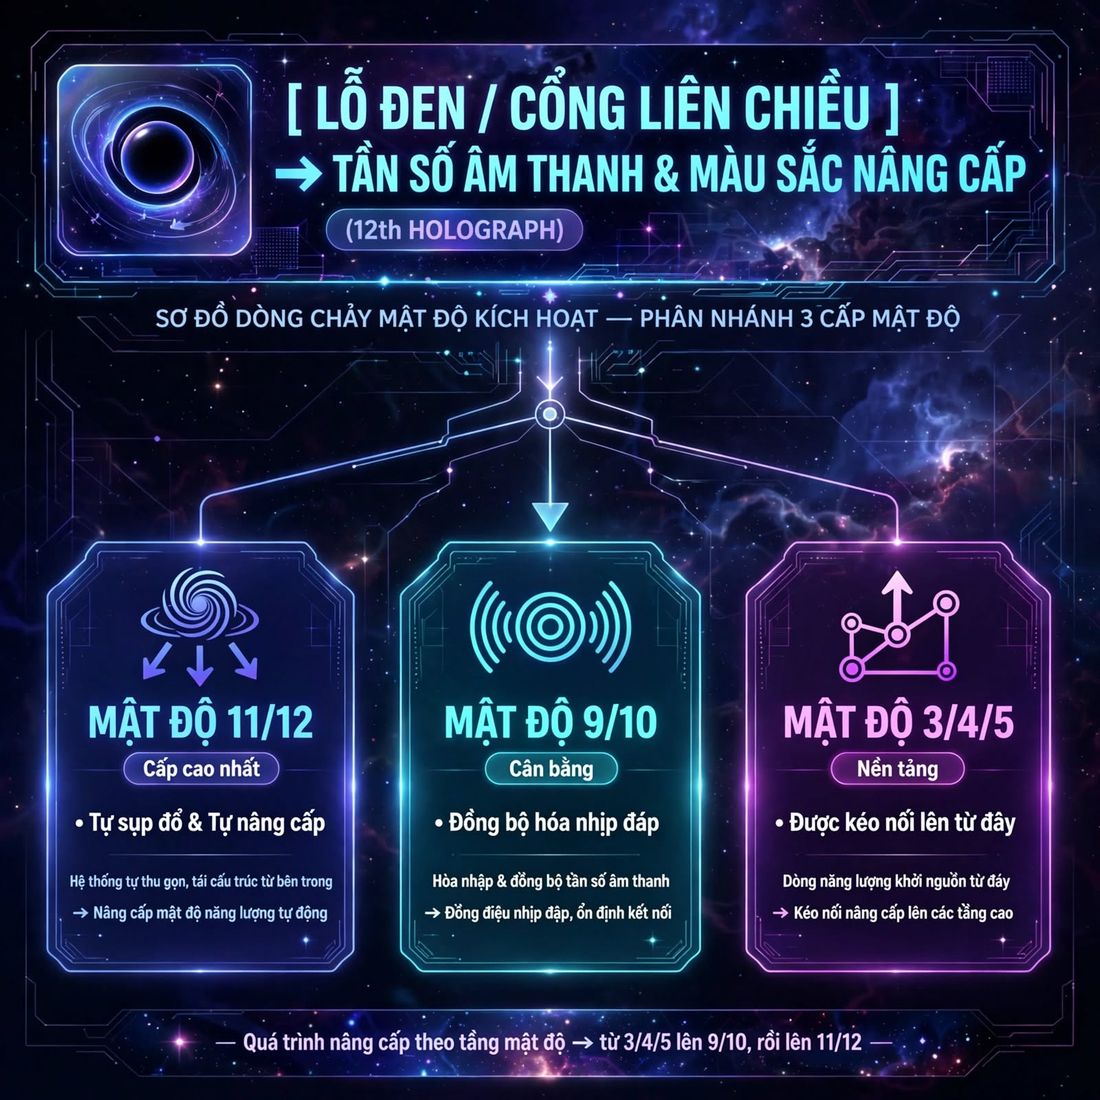 [ LỖ ĐEN / CỔNG LIÊN CHIỀU ]
→ TẦN SỐ ÂM THANH & MÀU SẮC NÂNG CẤP
(12th HOLOGRAPH)
SƠ ĐỒ DÒNG CHẢY MẬT ĐỘ KÍCH HOẠT — PHÂN NHÁNH 3 CẤP MẬT ĐỘ
MẬT ĐỘ 11/12
Cấp cao nhất
• Tự sụp đổ & Tự nâng cấp
Hệ thống tự thu gọn, tái cấu trúc từ bên trong
→ Nâng cấp mật độ năng lượng tự động
MẬT ĐỘ 9/10
Cân bằng
• Đồng bộ hóa nhịp đáp
Hòa nhập & đồng bộ tần số âm thanh
→ Đồng điệu nhịp đập, ổn định kết nối
MẬT ĐỘ 3/4/5
Nền tảng
• Được kéo nối lên từ đây
Dòng năng lượng khởi nguồn từ đáy
→ Kéo nối nâng cấp lên các tầng cao
— Quá trình nâng cấp theo tầng mật độ → từ 3/4/5 lên 9/10, rồi lên 11/12 —